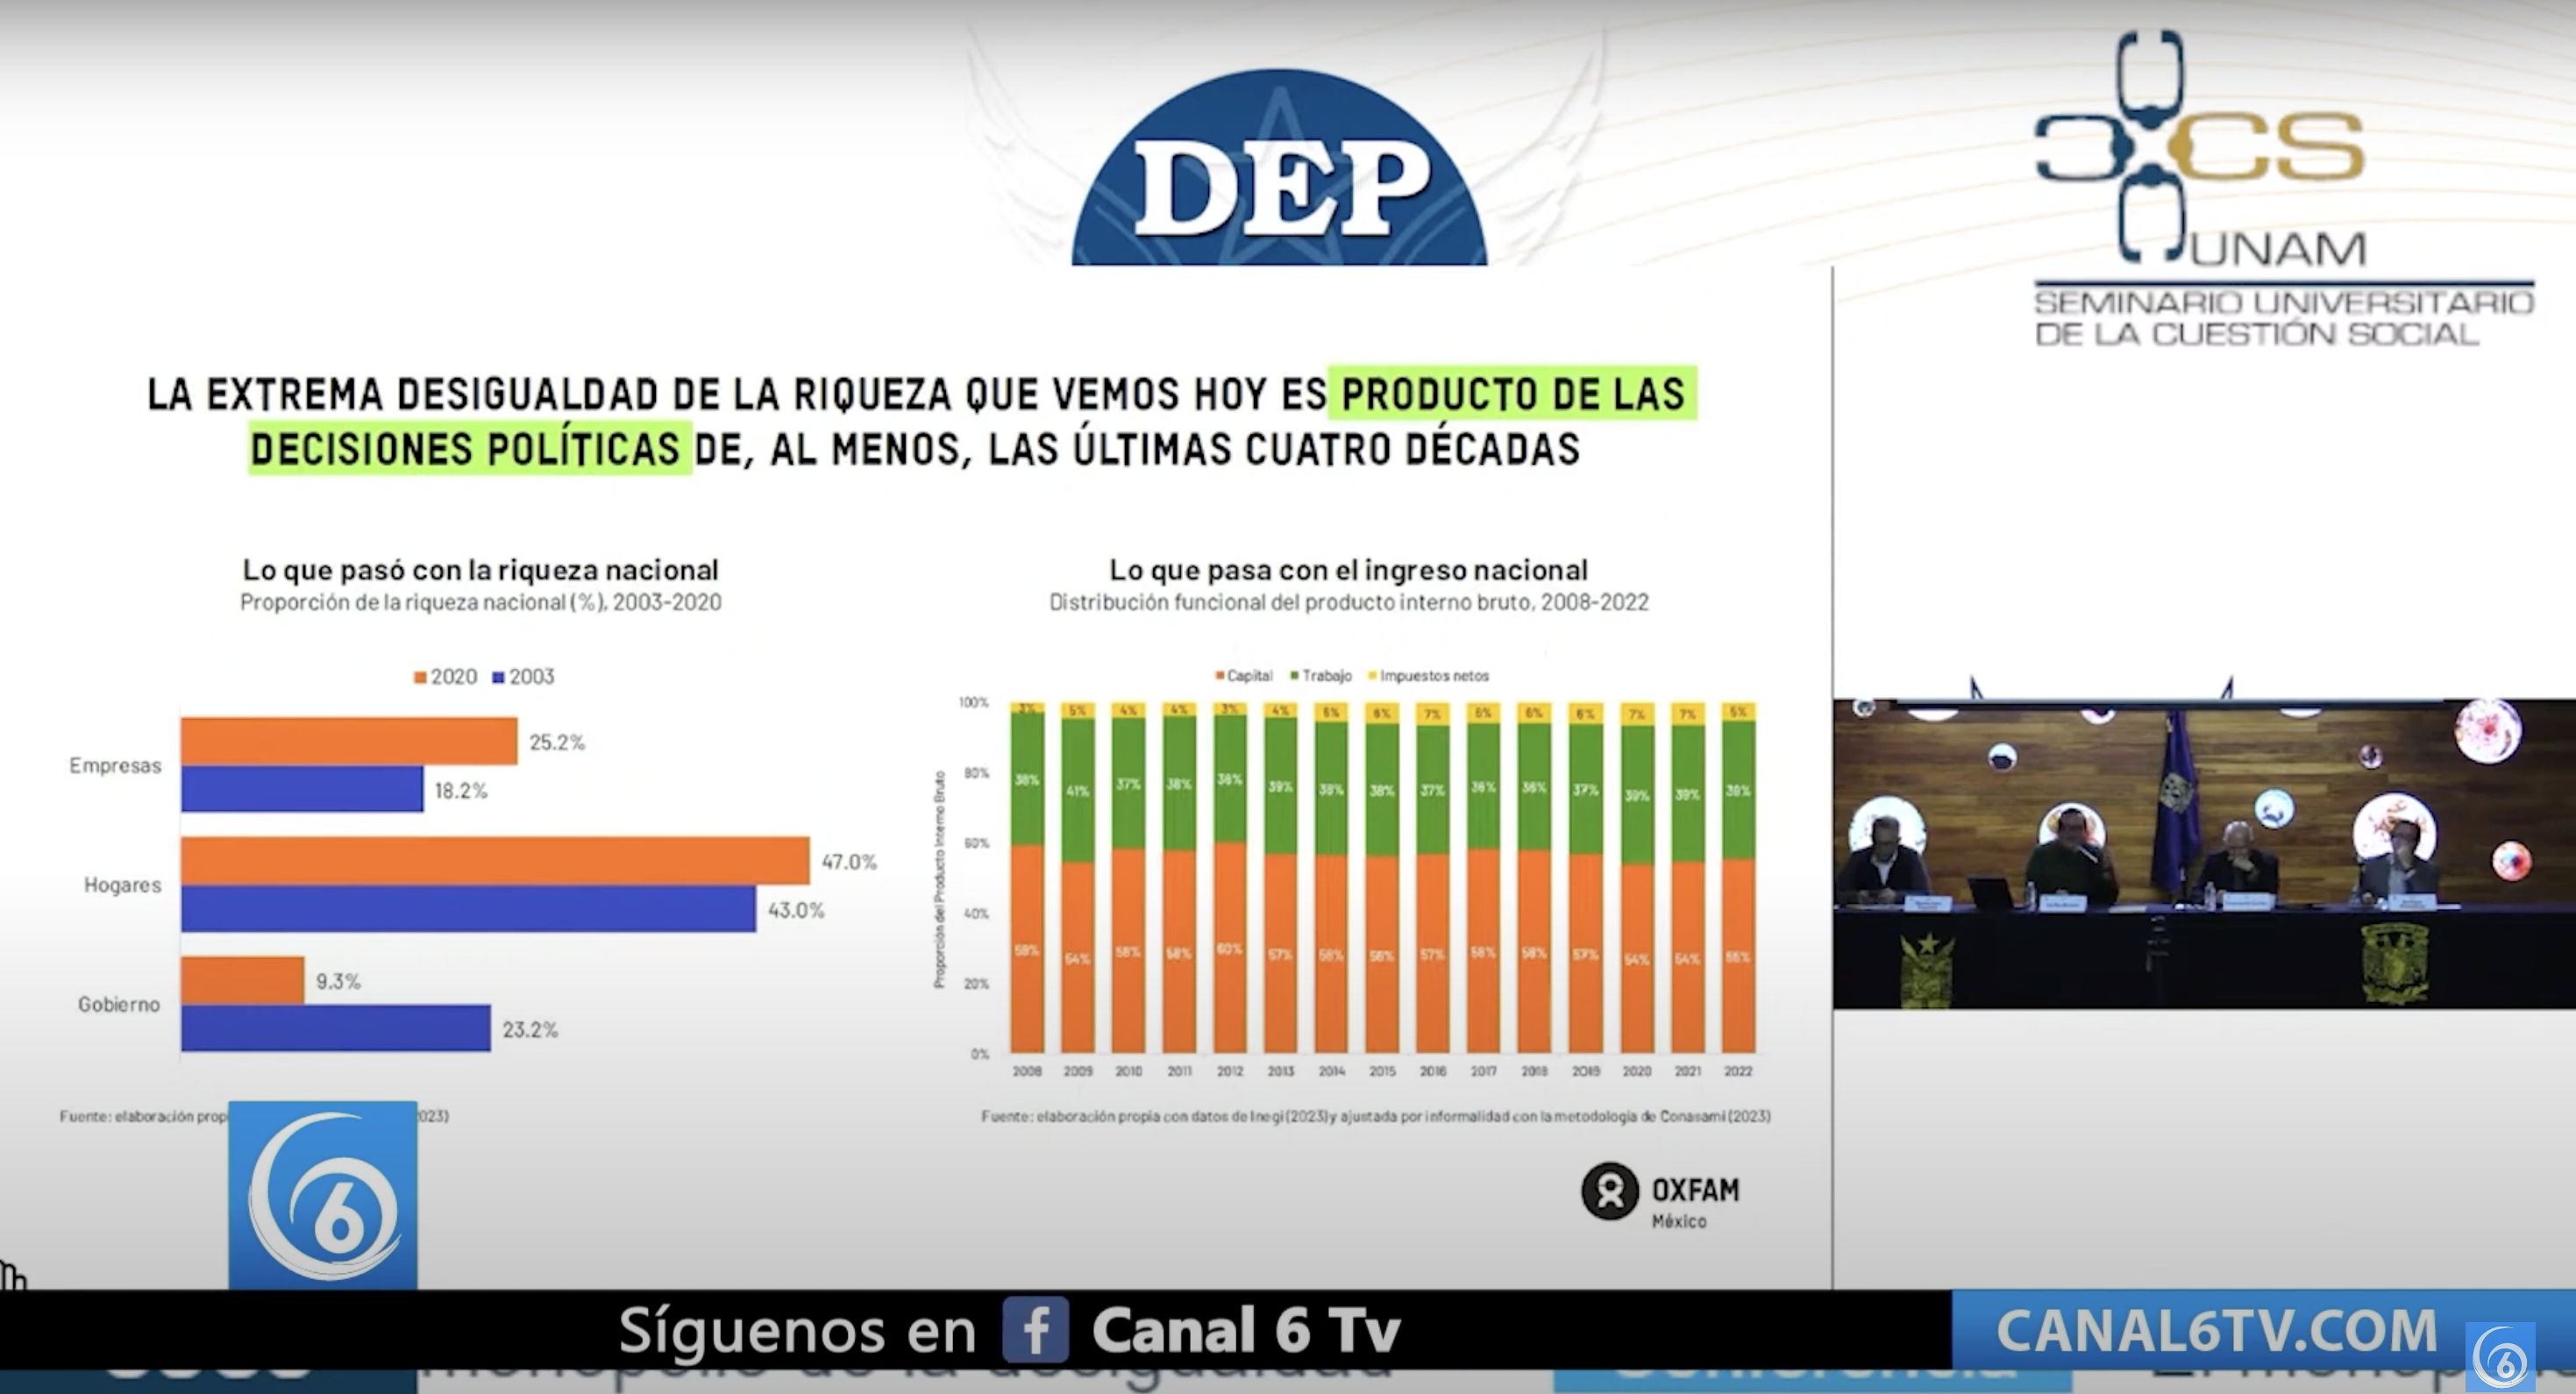 DEP
CS
UNAM
SEMINARIO UNIVERSITARIO
DE LA CUESTIÓN SOCIAL
LA EXTREMA DESIGUALDAD DE LA RIQUEZA QUE VEMOS HOY ES PRODUCTO DE LAS
DECISIONES POLÍTICAS DE, AL MENOS, LAS ÚLTIMAS CUATRO DÉCADAS
Lo que pasó con la riqueza nacional
Proporción de la riqueza nacional (%), 2003-2020
2020 2003
Empresas
25.2%
18.2%
Hogares
47.0%
43.0%
Gobierno
9.3%
23.2%
Fuente: elaboración prop
023)
Lo que pasa con el ingreso nacional
Distribución funcional del producto interno bruto, 2008-2022
Capital Trabajo Impuestos netos
Proporción del Producto Interno Bruto
100%
80%
60%
40%
20%
0%
3% 5% 4% 4% 3% 4% 6% 6% 7% 6% 6% 6% 7% 7% 5%
38% 41% 37% 38% 36% 39% 38% 38% 37% 36% 36% 37% 39% 39% 39%
59% 54% 58% 58% 60% 57% 56% 56% 57% 58% 58% 57% 54% 54% 55%
2008 2009 2010 2011 2012 2013 2014 2015 2016 2017 2018 2019 2020 2021 2022
Fuente: elaboración propia con datos de Inegi (2023) y ajustada por informalidad con la metodología de Conasami (2023)
OXFAM
México
6
Síguenos en f Canal 6 Tv
CANAL6TV.COM
6
monopolio de la desigualdad
Conferencia